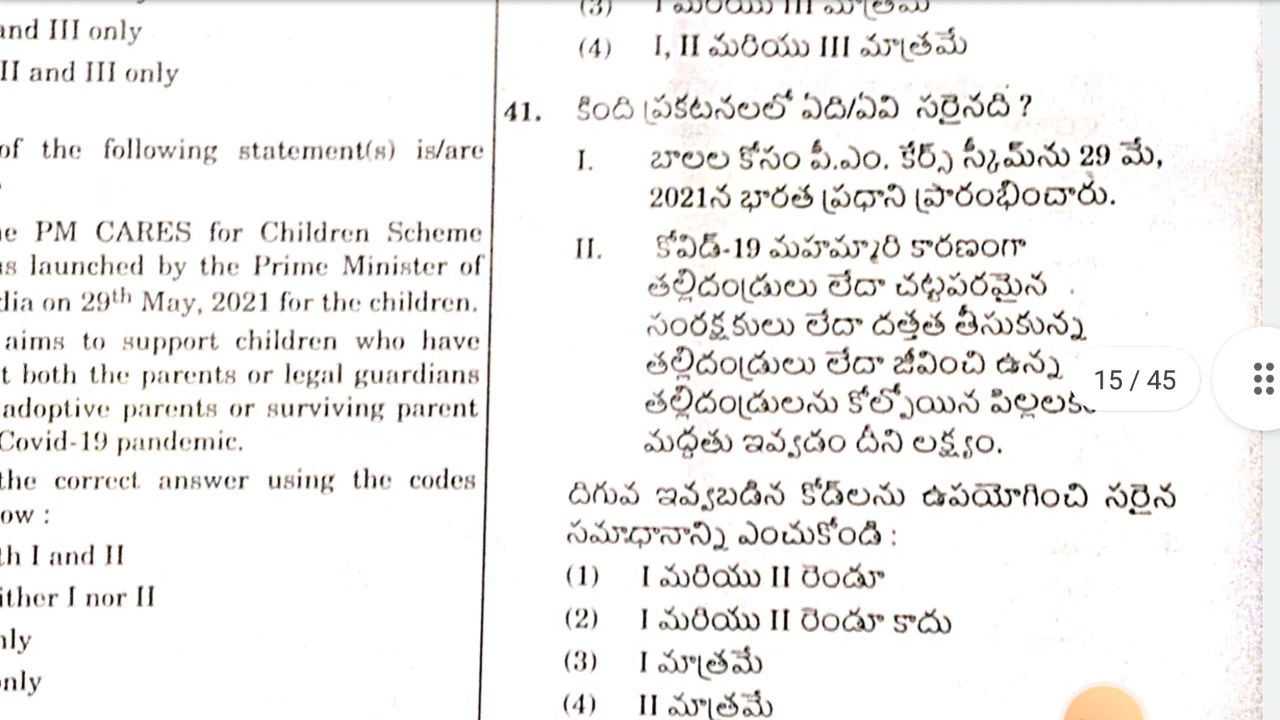 and III only
II and III only
of the following statement(s) is/are
PM CARES for Children Scheme
launched by the Prime Minister of
on 29th May, 2021 for the children.
aims to support children who have
both the parents or legal guardians
adoptive parents or surviving parent
Covid-19 pandemic.
the correct answer using the codes
ow :
th I and II
ither I nor II
nly
only
(3) I మరియు III మాత్రమే
(4) I, II మరియు III మాత్రమే
41. కింది ప్రకటనలలో ఏది/ఏవి సరైనది ?
I. బాలల కోసం పీ.ఎం. కేర్స్ స్కీమ్‌ను 29 మే,
2021న భారత ప్రధాని ప్రారంభించారు.
II. కోవిడ్-19 మహమ్మారి కారణంగా
తల్లిదండ్రులు లేదా చట్టపరమైన
సంరక్షకులు లేదా దత్తత తీసుకున్న
తల్లిదండ్రులు లేదా జీవించి ఉన్న
తల్లిదండ్రులను కోల్పోయిన పిల్లలకు
మద్దతు ఇవ్వడం దీని లక్ష్యం.
దిగువ ఇవ్వబడిన కోడ్‌లను ఉపయోగించి సరైన
సమాధానాన్ని ఎంచుకోండి :
(1) I మరియు II రెండూ
(2) I మరియు II రెండూ కాదు
(3) I మాత్రమే
(4) II మాత్రమే
15 / 45